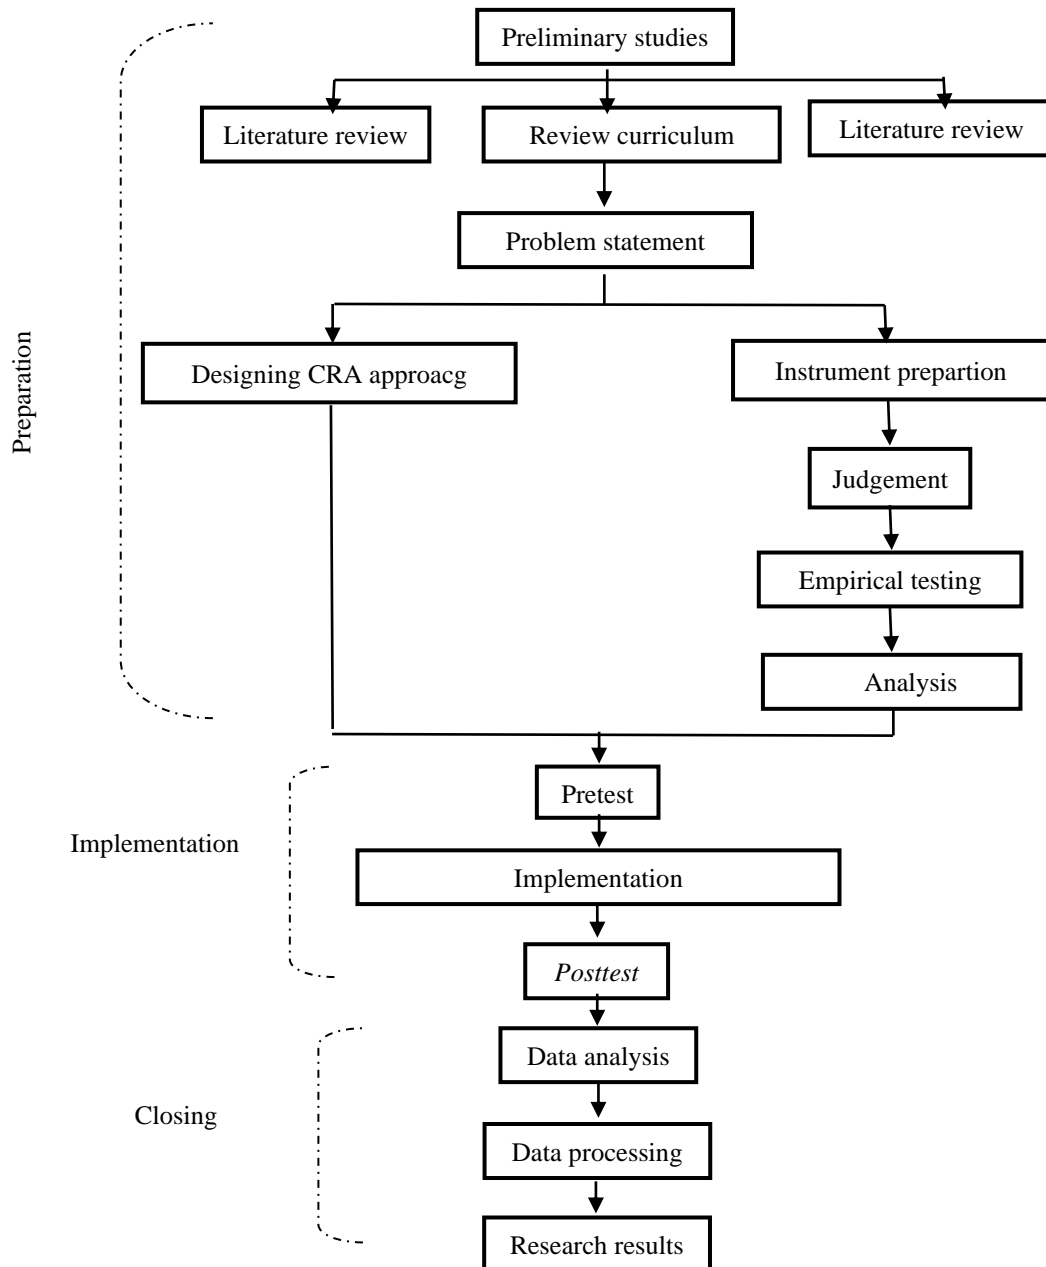 Preliminary studies
Literature review
Review curriculum
Literature review
Problem statement
Designing CRA approacg
Instrument prepartion
Preparation
Judgement
Empirical testing
Analysis
Pretest
Implementation
Implementation
Posttest
Data analysis
Closing
Data processing
Research results